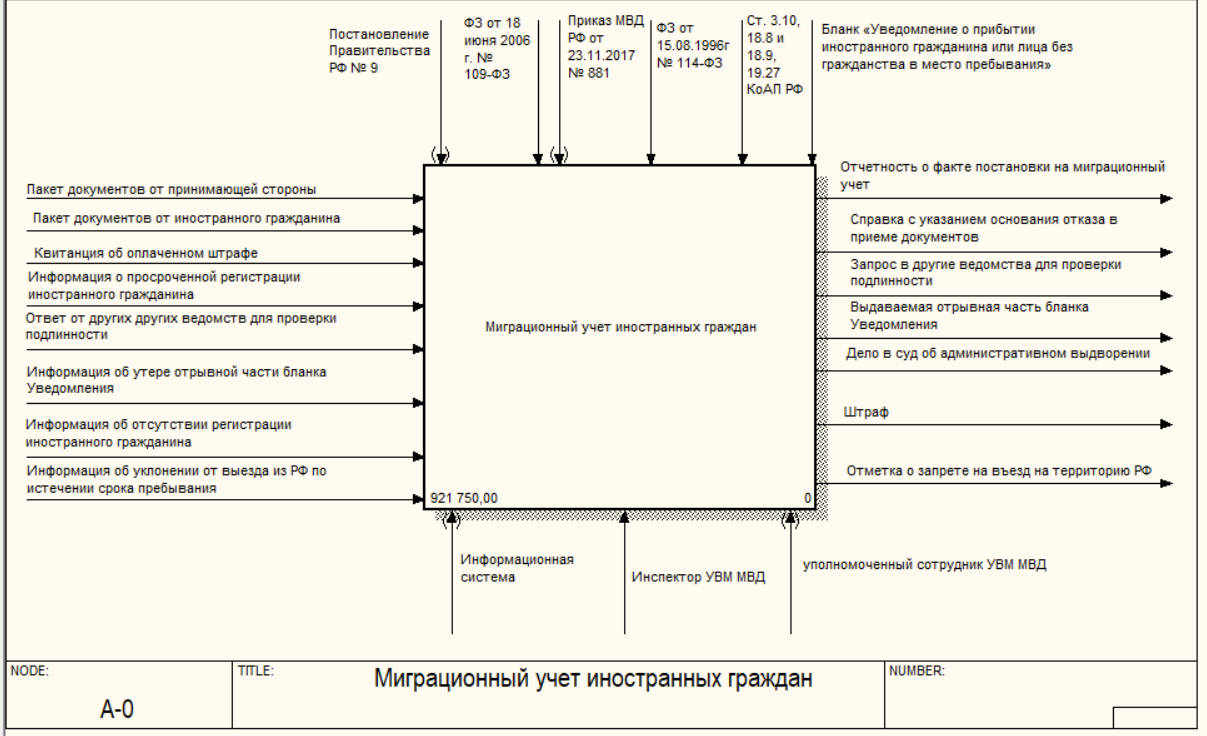 Постановление
Правительства
РФ № 9
ФЗ от 18
июня 2006
г. №
109-ФЗ
Приказ МВД
РФ от
23.11.2017
№ 881
ФЗ от
15.08.1996г
№ 114-ФЗ
Ст. 3.10,
18.8 и
18.9,
19.27
КоАП РФ
Бланк «Уведомление о прибытии
иностранного гражданина или лица без
гражданства в место пребывания»
Пакет документов от принимающей стороны
Пакет документов от иностранного гражданина
Квитанция об оплаченном штрафе
Информация о просроченной регистрации
иностранного гражданина
Ответ от других других ведомств для проверки
подлинности
Информация об утере отрывной части бланка
Уведомления
Информация об отсутствии регистрации
иностранного гражданина
Информация об уклонении от выезда из РФ по
истечении срока пребывания
Миграционный учет иностранных граждан
921 750,00
0
Отчетность о факте постановки на миграционный
учет
Справка с указанием основания отказа в
приеме документов
Запрос в другие ведомства для проверки
подлинности
Выдаваемая отрывная часть бланка
Уведомления
Дело в суд об административном выдворении
Штраф
Отметка о запрете на въезд на территорию РФ
Информационная
система
Инспектор УВМ МВД
уполномоченный сотрудник УВМ МВД
NODE:
A-0
TITLE:
Миграционный учет иностранных граждан
NUMBER: